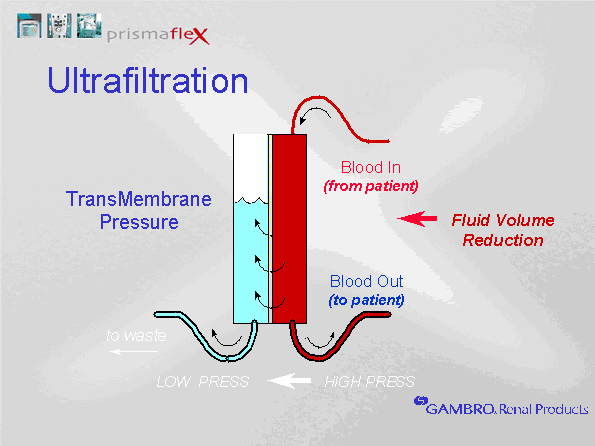 prismaflex
Ultrafiltration
Blood In
(from patient)
TransMembrane
Pressure
Fluid Volume
Reduction
Blood Out
(to patient)
to waste
LOW PRESS
HIGH PRESS
GAMBRO Renal Products